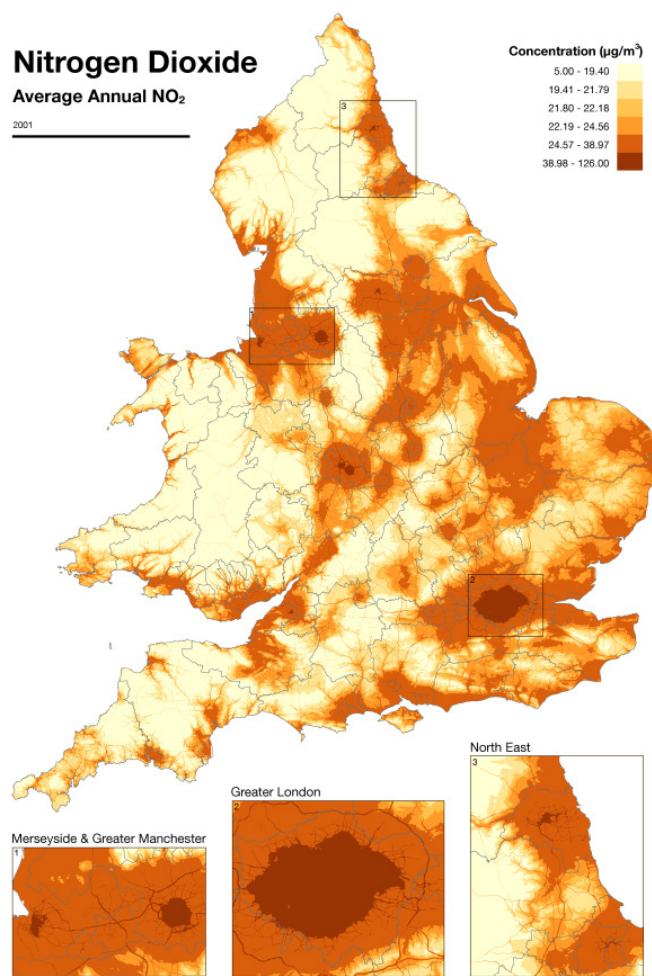 Nitrogen Dioxide
Average Annual NO₂
2001
Concentration (µg/m³)
5.00 - 19.40
19.41 - 21.79
21.80 - 22.18
22.19 - 24.56
24.57 - 38.97
38.98 - 126.00
3
2
North East
3
Greater London
2
Merseyside & Greater Manchester
1